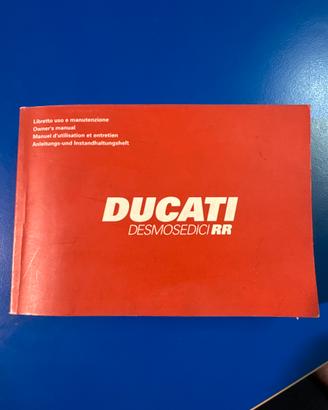 Libretto uso e manutenzione
Owner's manual
Manuel d'utilisation et entretien
Anleitungs-und Instandhaltungsheft
DUCATI
DESMOSEDICI RR